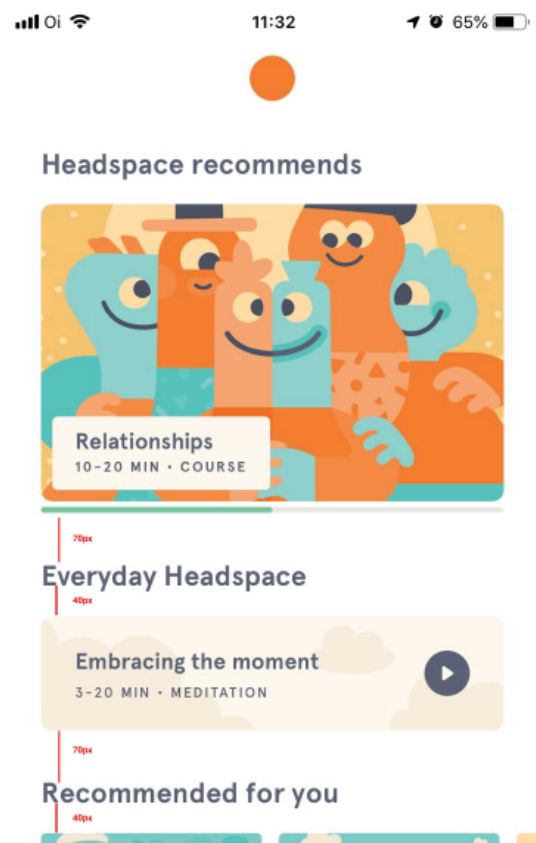 Oi 11:32 65%
Headspace recommends
Relationships
10-20 MIN • COURSE
70px
Everyday Headspace
40px
Embracing the moment
3-20 MIN • MEDITATION
70px
Recommended for you
40px